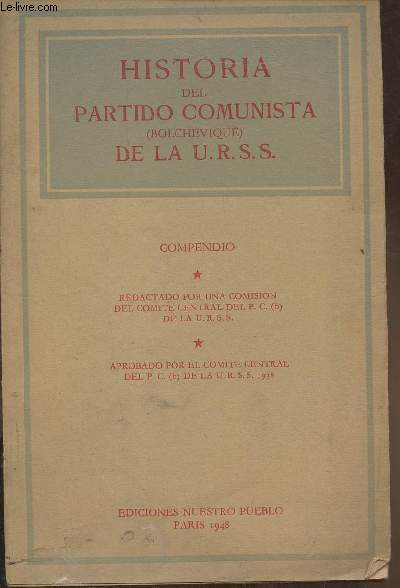 © Le-livre.com
HISTORIA
DEL
PARTIDO COMUNISTA
(BOLCHEVIQUE)
DE LA U.R.S.S.
COMPENDIO
★
REDACTADO POR UNA COMISION
DEL COMITE CENTRAL DEL P. C. (b)
DE LA U.R.S.S.
★
APROBADO POR EL COMITE CENTRAL
DEL P. C. (b) DE LA U.R.S.S. 1938
EDICIONES NUESTRO PUEBLO
PARIS 1948